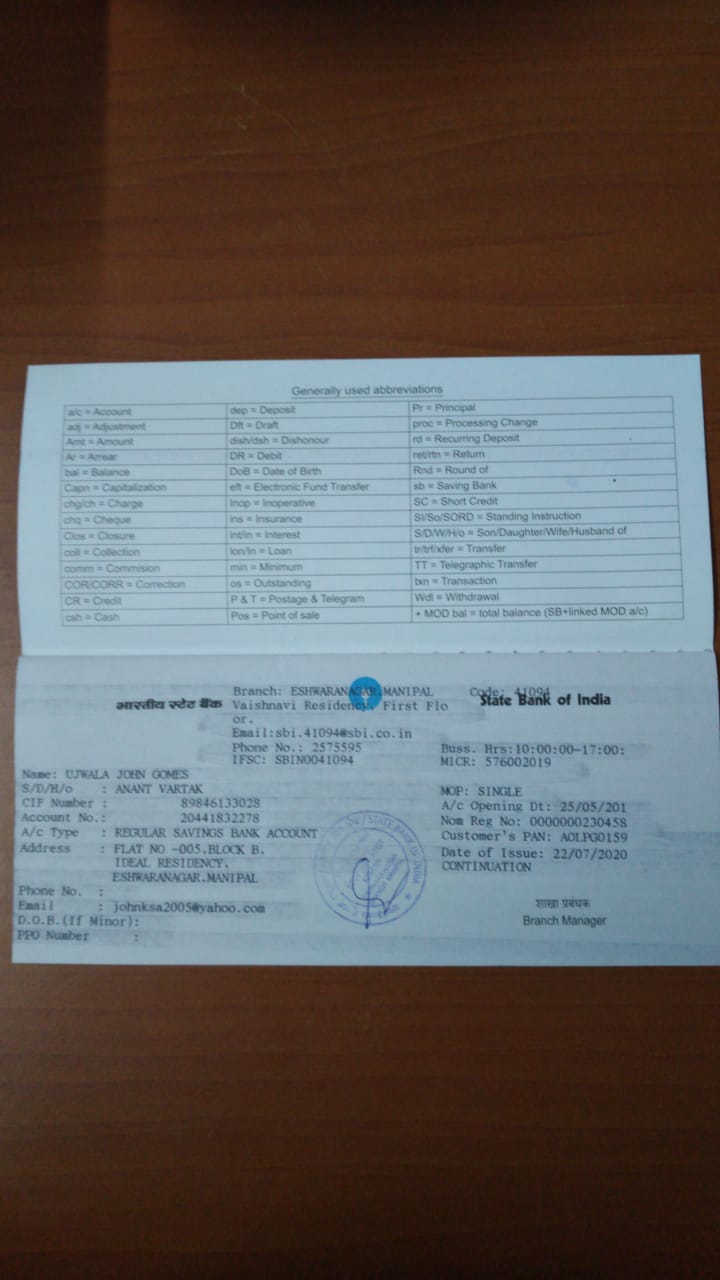 Generally used abbreviations
a/c = Account	dep = Deposit	Pr = Principal
adj = Adjustment	Dft = Draft	proc = Processing Change
Amt = Amount	dish/dsh = Dishonour	rd = Recurring Deposit
Ar = Arrear	DR = Debit	ret/rtn = Return
bal = Balance	DoB = Date of Birth	Rnd = Round of
Capn = Capitalization	eft = Electronic Fund Transfer	sb = Saving Bank
chg/ch = Charge	Inop = Inoperative	SC = Short Credit
chq = Cheque	ins = Insurance	SI/So/SORD = Standing Instruction
Clos = Closure	int/in = Interest	S/D/W/H/o = Son/Daughter/Wife/Husband of
coll = Collection	lon/ln = Loan	tr/trf/xfer = Transfer
comm = Commision	min = Minimum	TT = Telegraphic Transfer
COR/CORR = Correction	os = Outstanding	txn = Transaction
CR = Credit	P & T = Postage & Telegram	Wdl = Withdrawal
csh = Cash	Pos = Point of sale	+ MOD bal = total balance (SB+linked MOD a/c)
Branch: ESHWARANAGAR,MANIPAL	Code: 41094
भारतीय स्टेट बैंक	Vaishnavi Residency, First Flo	State Bank of India
or.
Email:sbi.41094@sbi.co.in
Phone No.: 2575595	Buss. Hrs:10:00:00-17:00:
IFSC: SBIN0041094	MICR: 576002019
Name: UJWALA JOHN GOMES
S/D/H/o : ANANT VARTAK	MOP: SINGLE
CIF Number : 89846133028	A/c Opening Dt: 25/05/201
Account No.: 20441832278	Nom Reg No: 0000000230458
A/c Type : REGULAR SAVINGS BANK ACCOUNT	Customer's PAN: AOLPG0159
Address : FLAT NO -005,BLOCK B,	Date of Issue: 22/07/2020
IDEAL RESIDENCY,	CONTINUATION
ESHWARANAGAR,MANIPAL
Phone No. :
Email : johnksa2005@yahoo.com	शाखा प्रबंधक
D.O.B.(If Minor):	Branch Manager
PPO Number :
STATE BANK OF INDIA